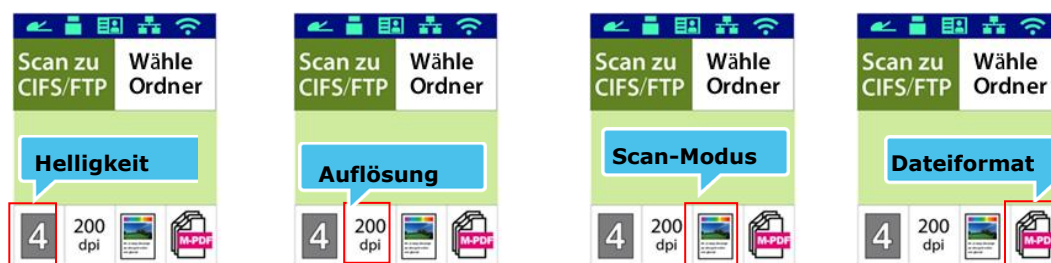 Scan zu
CIFS/FTP
Wähle
Ordner
Helligkeit
4
200
dpi
M-PDF
Scan zu
CIFS/FTP
Wähle
Ordner
Auflösung
4
200
dpi
M-PDF
Scan zu
CIFS/FTP
Wähle
Ordner
Scan-Modus
4
200
dpi
M-PDF
Scan zu
CIFS/FTP
Wähle
Ordner
Dateiformat
4
200
dpi
M-PDF